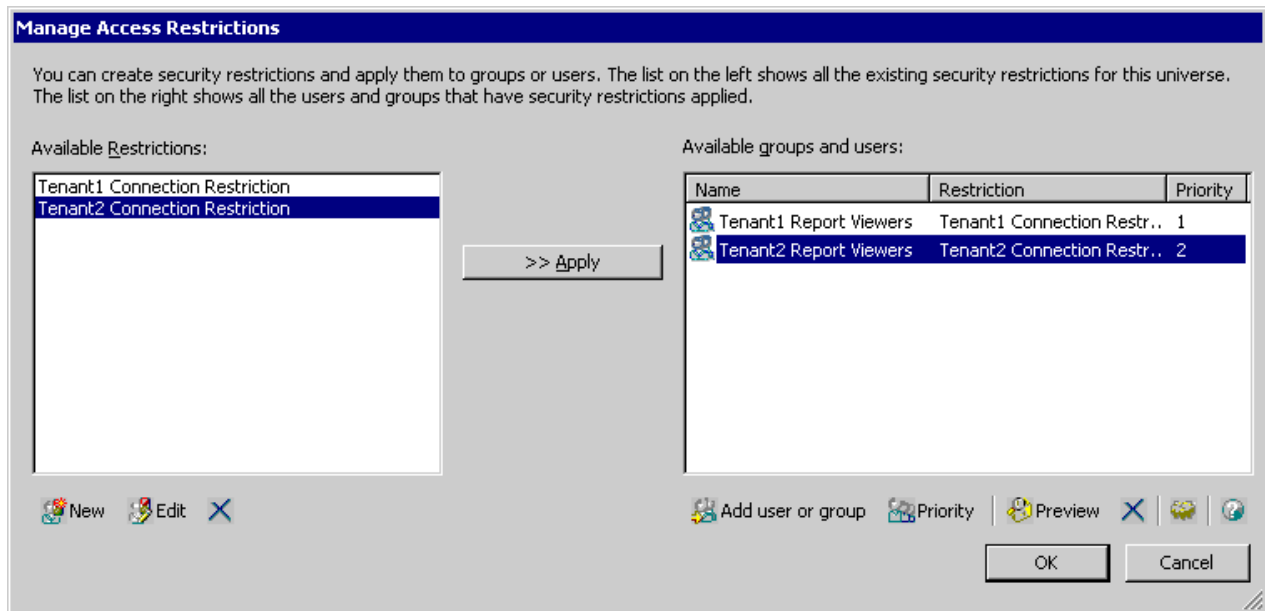 Manage Access Restrictions
You can create security restrictions and apply them to groups or users. The list on the left shows all the existing security restrictions for this universe.
The list on the right shows all the users and groups that have security restrictions applied.
Available Restrictions:
Available groups and users:
Tenant1 Connection Restriction
Tenant2 Connection Restriction
>> Apply
Name Restriction Priority
Tenant1 Report Viewers Tenant1 Connection Restr.. 1
Tenant2 Report Viewers Tenant2 Connection Restr.. 2
New Edit
Add user or group Priority Preview
OK Cancel